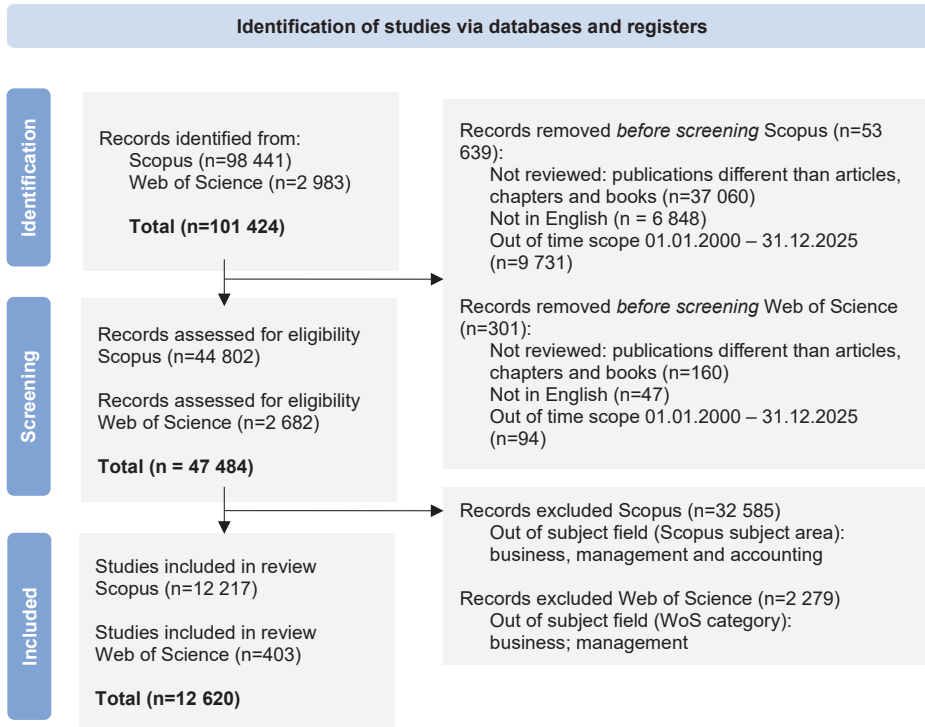 Identification of studies via databases and registers
Identification
Records identified from:
Scopus (n=98 441)
Web of Science (n=2 983)
Total (n=101 424)
Records removed before screening Scopus (n=53
639):
Not reviewed: publications different than articles,
chapters and books (n=37 060)
Not in English (n = 6 848)
Out of time scope 01.01.2000 – 31.12.2025
(n=9 731)
Records removed before screening Web of Science
(n=301):
Not reviewed: publications different than articles,
chapters and books (n=160)
Not in English (n=47)
Out of time scope 01.01.2000 – 31.12.2025
(n=94)
Screening
Records assessed for eligibility
Scopus (n=44 802)
Records assessed for eligibility
Web of Science (n=2 682)
Total (n = 47 484)
Records excluded Scopus (n=32 585)
Out of subject field (Scopus subject area):
business, management and accounting
Records excluded Web of Science (n=2 279)
Out of subject field (WoS category):
business; management
Included
Studies included in review
Scopus (n=12 217)
Studies included in review
Web of Science (n=403)
Total (n=12 620)